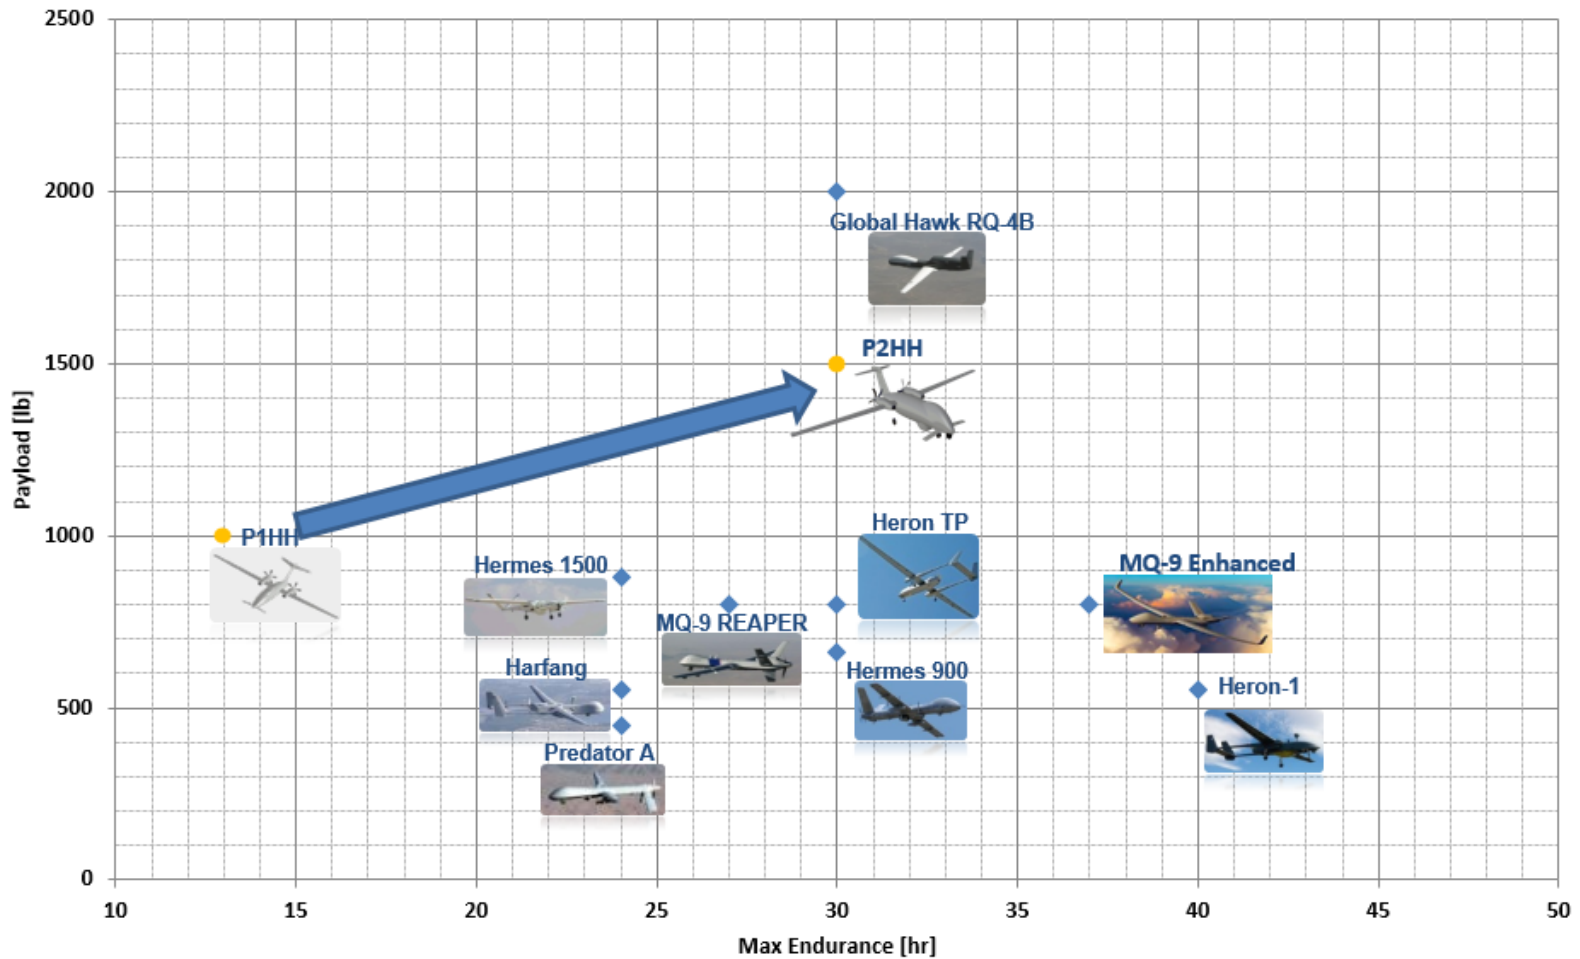 2500
2000
Global Hawk RQ-4B
P2HH
1500
Payload [lb]
Heron TP
1000
P1HH
Hermes 1500
MQ-9 Enhanced
MQ-9 REAPER
Harfang
Hermes 900
Heron-1
500
Predator A
0
10 15 20 25 30 35 40 45 50
Max Endurance [hr]